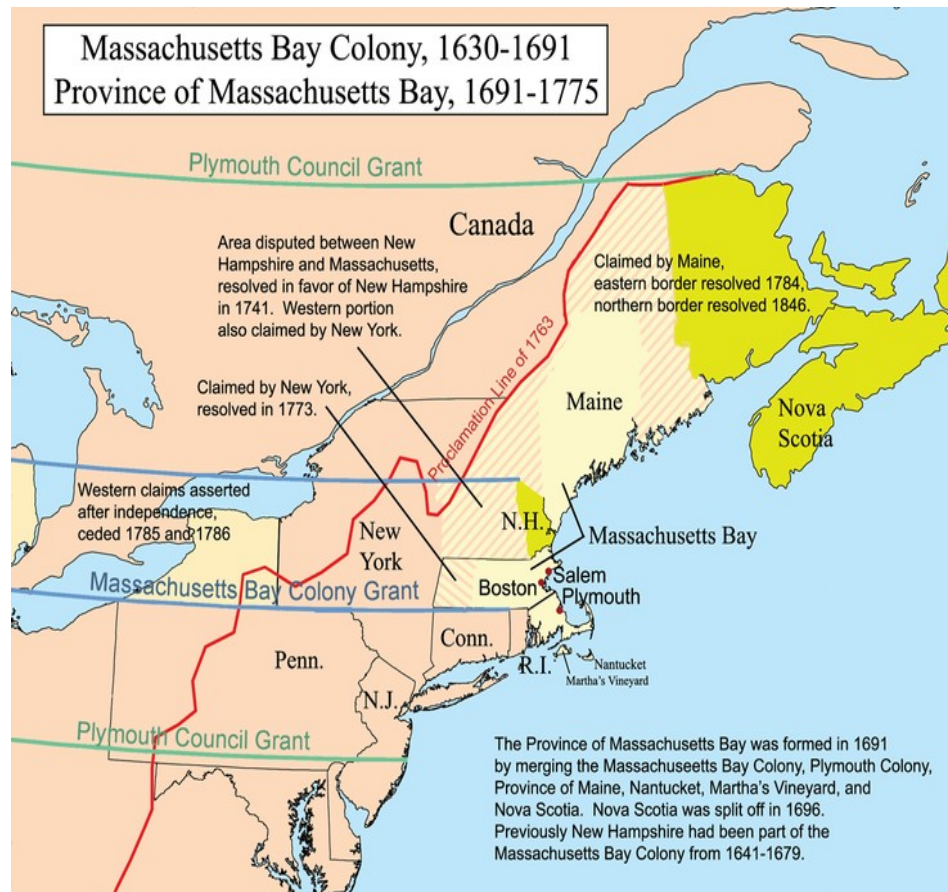 Massachusetts Bay Colony, 1630-1691
Province of Massachusetts Bay, 1691-1775
Plymouth Council Grant
Canada
Area disputed between New
Hampshire and Massachusetts,
resolved in favor of New Hampshire
in 1741. Western portion
also claimed by New York.
Claimed by Maine,
eastern border resolved 1784,
northern border resolved 1846.
Proclamation Line of 1763
Claimed by New York,
resolved in 1773.
Maine
Nova
Scotia
Western claims asserted
after independence,
ceded 1785 and 1786
New
York
N.H.
Massachusetts Bay
Massachusetts Bay Colony Grant
Boston
Salem
Plymouth
Conn.
R.I.
Nantucket
Martha's Vineyard
Penn.
N.J.
Plymouth Council Grant
The Province of Massachusetts Bay was formed in 1691
by merging the Massachuseetts Bay Colony, Plymouth Colony,
Province of Maine, Nantucket, Martha's Vineyard, and
Nova Scotia. Nova Scotia was split off in 1696.
Previously New Hampshire had been part of the
Massachusetts Bay Colony from 1641-1679.